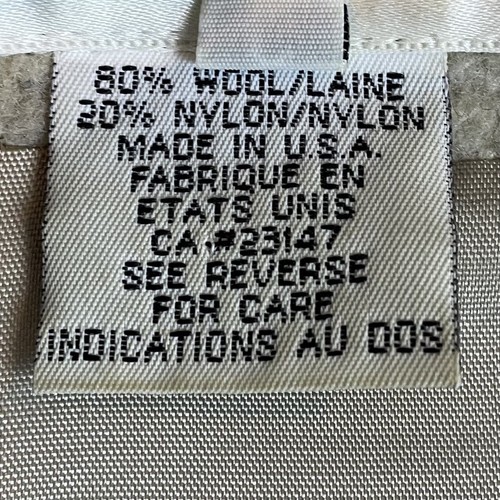 80% WOOL/LAINE
20% NYLON/NYLON
MADE IN U.S.A.
FABRIQUE EN
ETATS UNIS
CA.#23147
SEE REVERSE
FOR CARE
INDICATIONS AU DOS